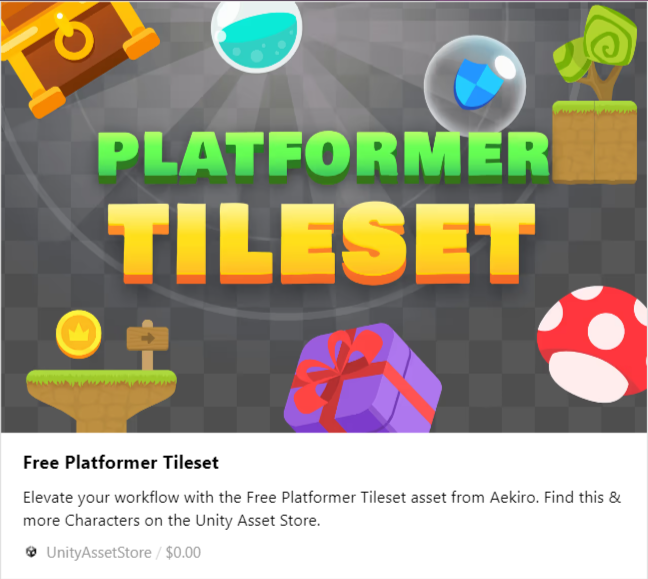 PLATFORMER
TILESET
Free Platformer Tileset
Elevate your workflow with the Free Platformer Tileset asset from Aekiro. Find this &
more Characters on the Unity Asset Store.
UnityAssetStore / $0.00